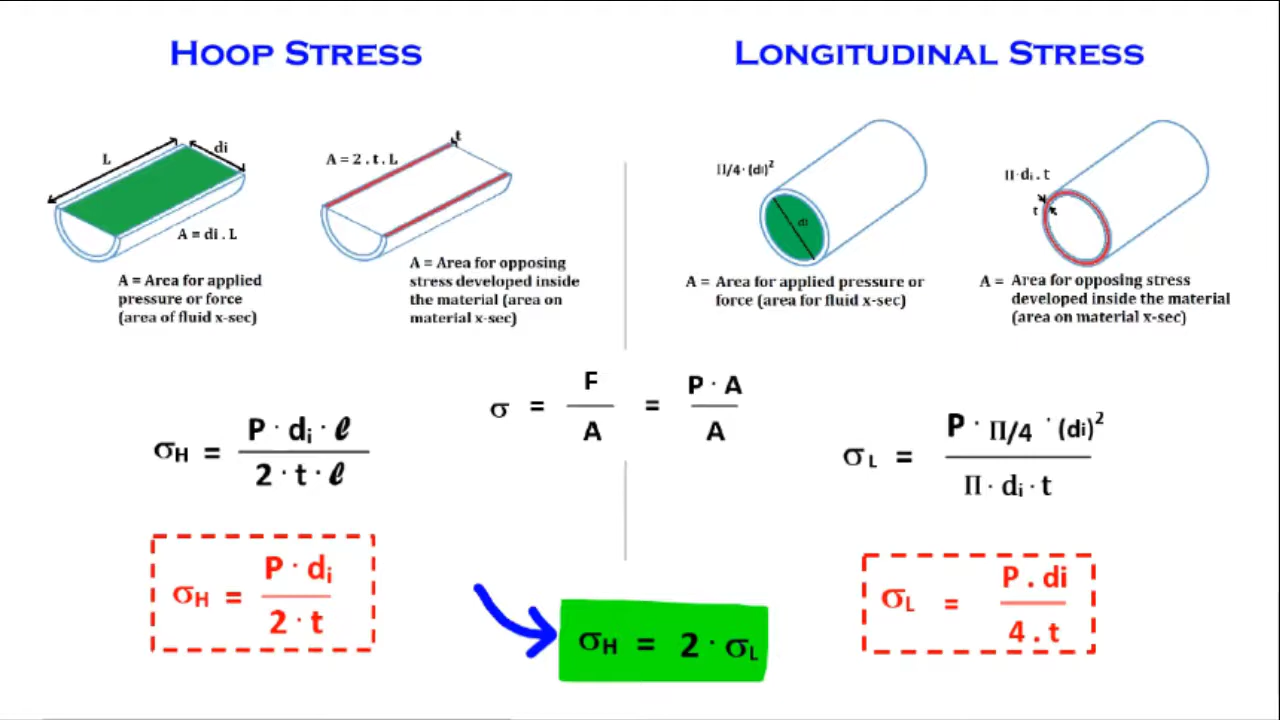 HOOP STRESS
LONGITUDINAL STRESS
L
di
A = di . L
A = Area for applied
pressure or force
(area of fluid x-sec)
A = 2 . t . L
t
A = Area for opposing
stress developed inside
the material (area on
material x-sec)
Π/4· (di)²
di
A = Area for applied pressure or
force (area for fluid x-sec)
Π·dᵢ . t
t
A = Area for opposing stress
developed inside the material
(area on material x-sec)
σ = F / A = P · A / A
σH = P · dᵢ · ℓ / 2 · t · ℓ
σL = P · Π/4 · (di)² / Π · dᵢ · t
σH = P · dᵢ / 2 · t
σH = 2 · σL
σL = P . di / 4 . t